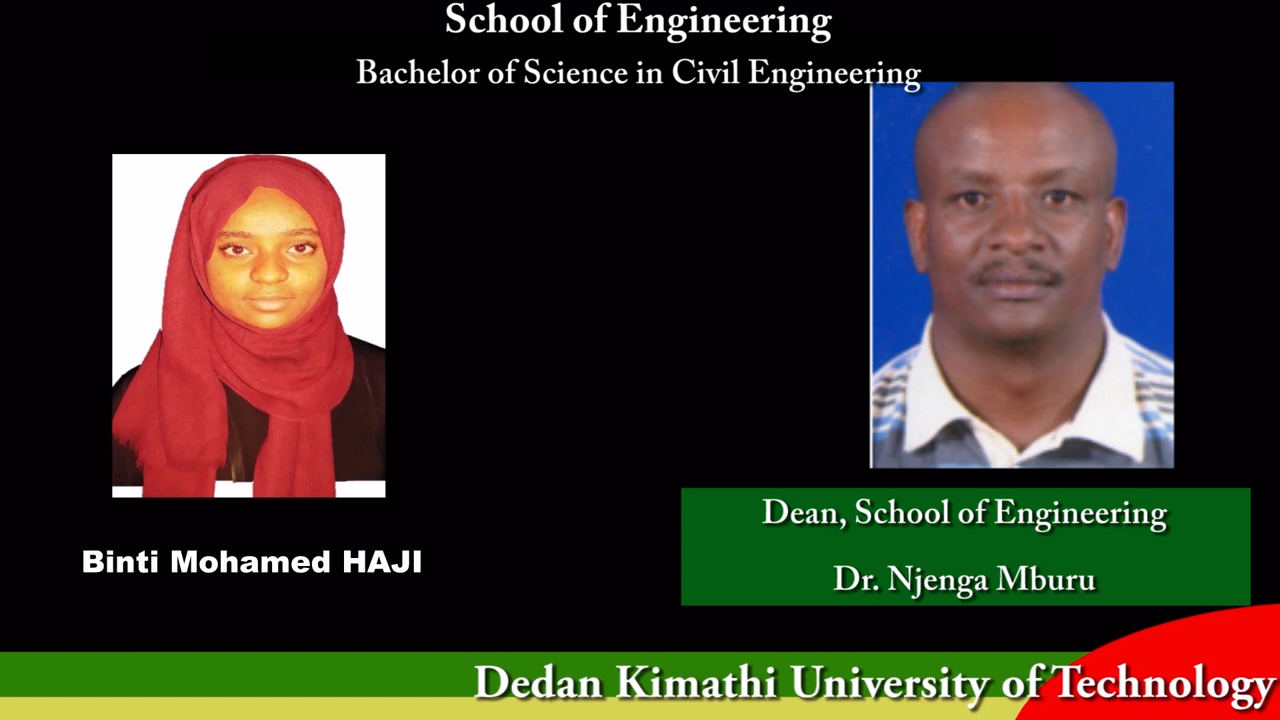 School of Engineering
Bachelor of Science in Civil Engineering
Binti Mohamed HAJI
Dean, School of Engineering
Dr. Njenga Mburu
Dedan Kimathi University of Technology